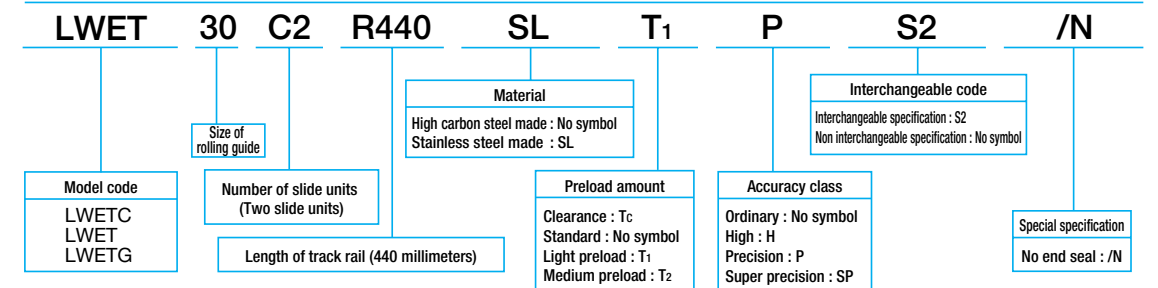 LWET 30 C2 R440 SL T1 P S2 /N
Material
High carbon steel made : No symbol
Stainless steel made : SL
Interchangeable code
Interchangeable specification : S2
Non interchangeable specification : No symbol
Size of
rolling guide
Model code
LWETC
LWET
LWETG
Number of slide units
(Two slide units)
Length of track rail (440 millimeters)
Preload amount
Clearance : Tc
Standard : No symbol
Light preload : T1
Medium preload : T2
Accuracy class
Ordinary : No symbol
High : H
Precision : P
Super precision : SP
Special specification
No end seal : /N